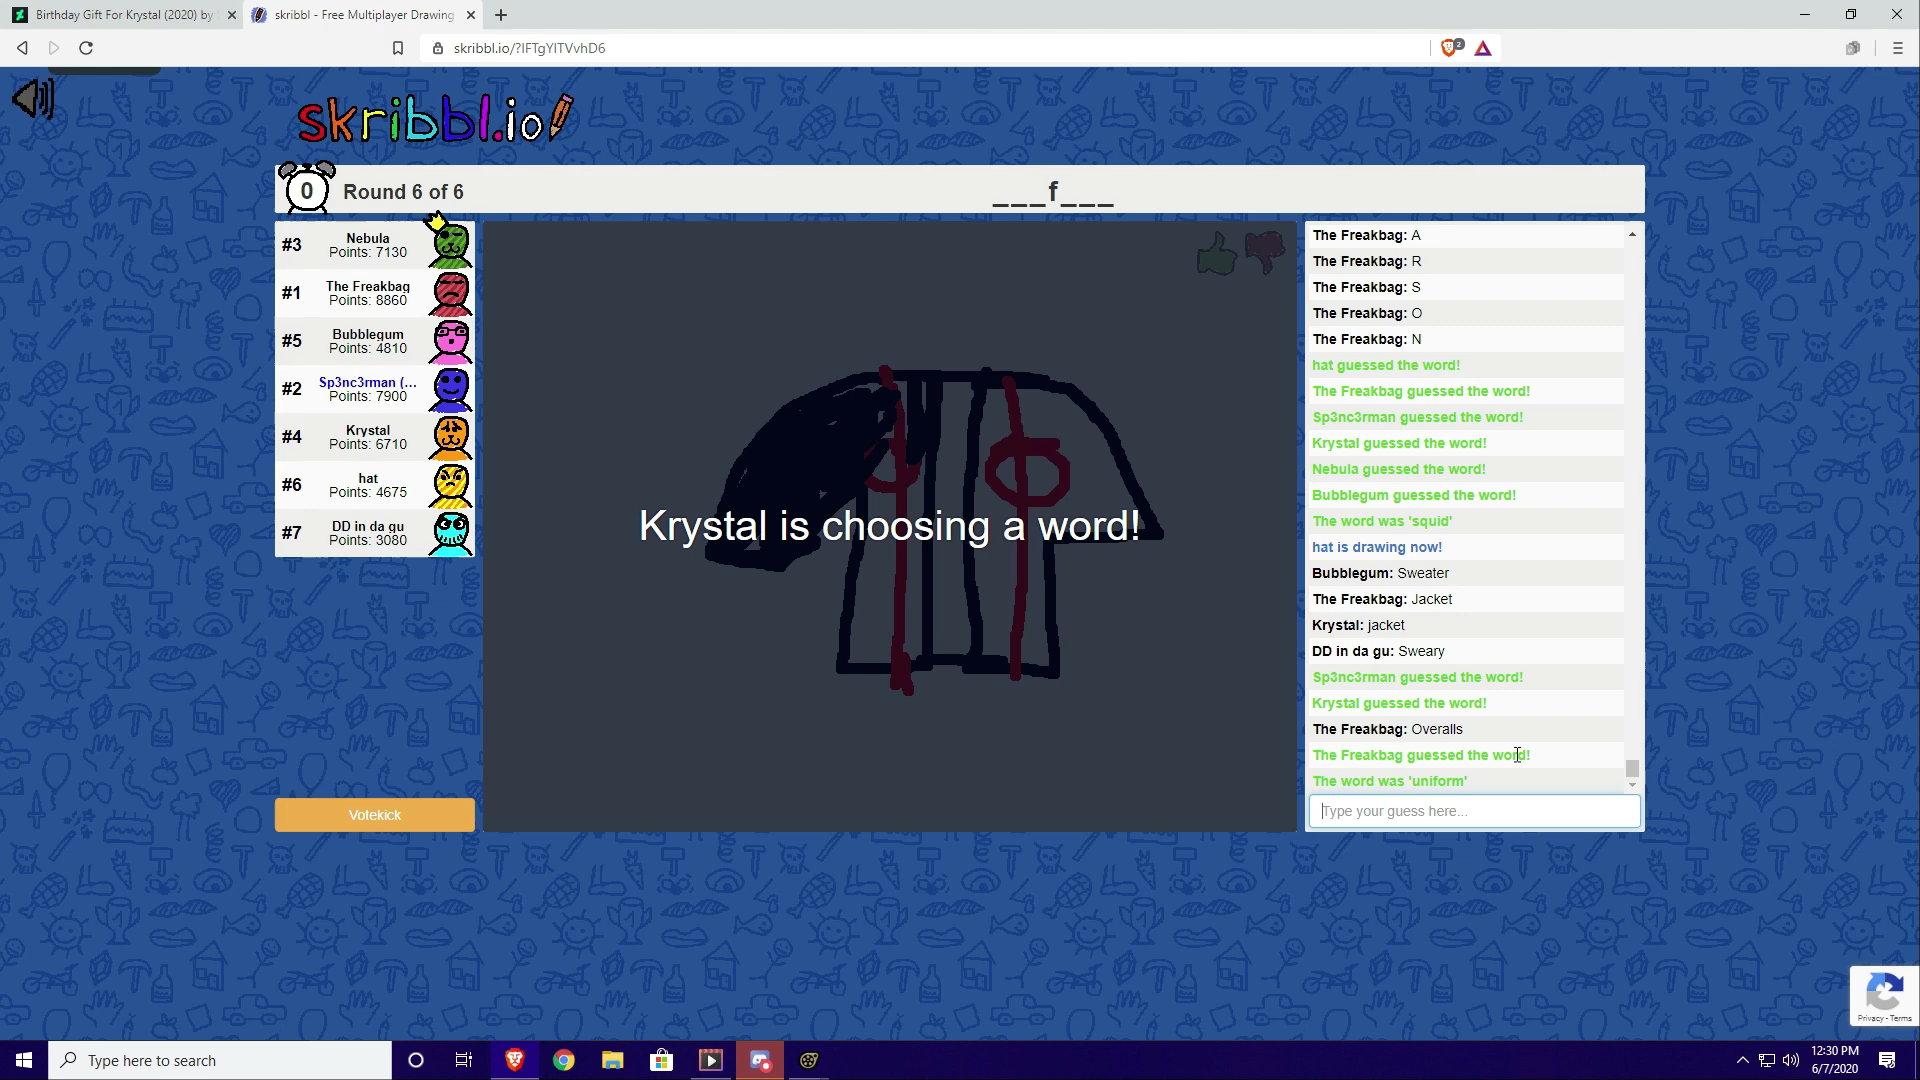 Birthday Gift For Krystal (2020) by
skribbl - Free Multiplayer Drawing
skribbl.io/?IFTgYlTVvhD6
2
skribbl.io
0
Round 6 of 6
___f___
#3
Nebula
Points: 7130
#1
The Freakbag
Points: 8860
#5
Bubblegum
Points: 4810
#2
Sp3nc3rman (...
Points: 7900
#4
Krystal
Points: 6710
#6
hat
Points: 4675
#7
DD in da gu
Points: 3080
Votekick
Krystal is choosing a word!
The Freakbag: A
The Freakbag: R
The Freakbag: S
The Freakbag: O
The Freakbag: N
hat guessed the word!
The Freakbag guessed the word!
Sp3nc3rman guessed the word!
Krystal guessed the word!
Nebula guessed the word!
Bubblegum guessed the word!
The word was 'squid'
hat is drawing now!
Bubblegum: Sweater
The Freakbag: Jacket
Krystal: jacket
DD in da gu: Sweary
Sp3nc3rman guessed the word!
Krystal guessed the word!
The Freakbag: Overalls
The Freakbag guessed the word!
The word was 'uniform'
Type your guess here...
Privacy - Terms
Type here to search
12:30 PM
6/7/2020